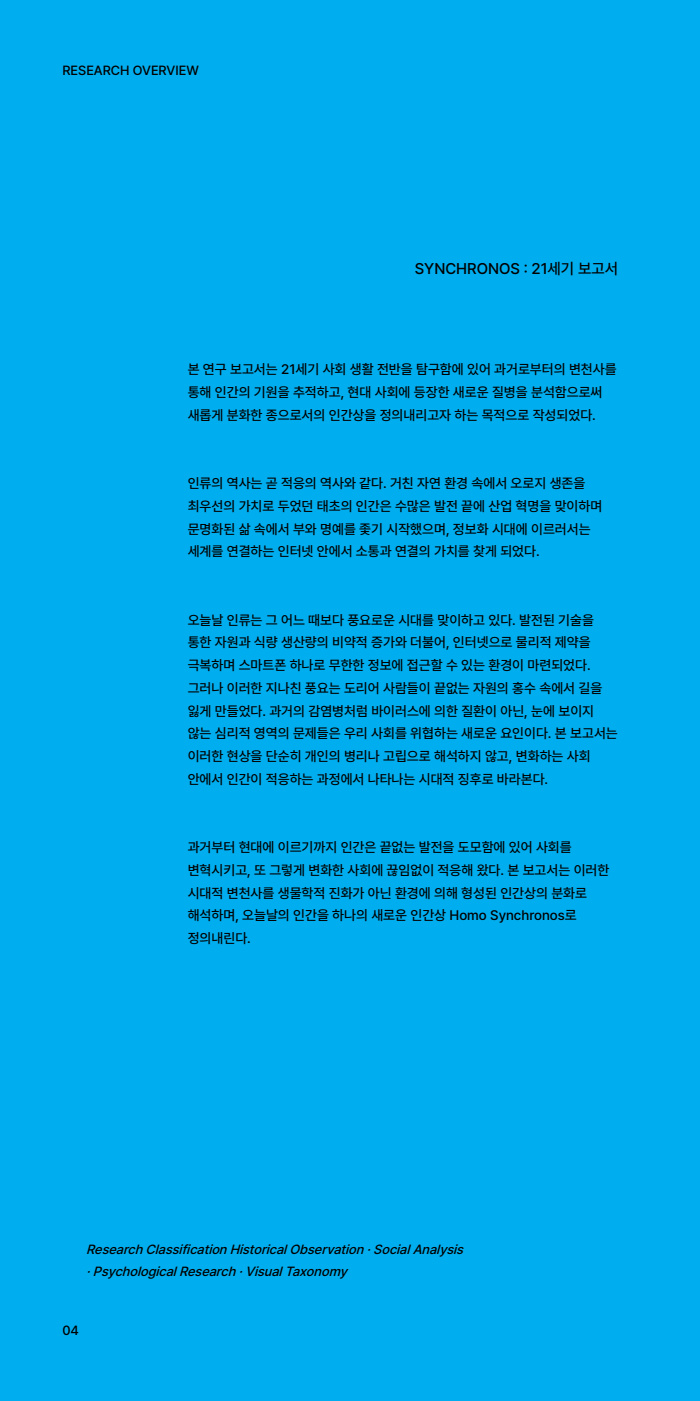 RESEARCH OVERVIEW
SYNCHRONOS : 21세기 보고서
본 연구 보고서는 21세기 사회 생활 전반을 탐구함에 있어 과거로부터의 변천사를
통해 인간의 기원을 추적하고, 현대 사회에 등장한 새로운 질병을 분석함으로써
새롭게 분화한 종으로서의 인간상을 정의내리고자 하는 목적으로 작성되었다.
인류의 역사는 곧 적응의 역사와 같다. 거친 자연 환경 속에서 오로지 생존을
최우선의 가치로 두었던 태초의 인간은 수많은 발전 끝에 산업 혁명을 맞이하며
문명화된 삶 속에서 부와 명예를 좇기 시작했으며, 정보화 시대에 이르러서는
세계를 연결하는 인터넷 안에서 소통과 연결의 가치를 찾게 되었다.
오늘날 인류는 그 어느 때보다 풍요로운 시대를 맞이하고 있다. 발전된 기술을
통한 자원과 식량 생산량의 비약적 증가와 더불어, 인터넷으로 물리적 제약을
극복하며 스마트폰 하나로 무한한 정보에 접근할 수 있는 환경이 마련되었다.
그러나 이러한 지나친 풍요는 도리어 사람들이 끝없는 자원의 홍수 속에서 길을
잃게 만들었다. 과거의 감염병처럼 바이러스에 의한 질환이 아닌, 눈에 보이지
않는 심리적 영역의 문제들은 우리 사회를 위협하는 새로운 요인이다. 본 보고서는
이러한 현상을 단순히 개인의 병리나 고립으로 해석하지 않고, 변화하는 사회
안에서 인간이 적응하는 과정에서 나타나는 시대적 징후로 바라본다.
과거부터 현대에 이르기까지 인간은 끝없는 발전을 도모함에 있어 사회를
변혁시키고, 또 그렇게 변화한 사회에 끊임없이 적응해 왔다. 본 보고서는 이러한
시대적 변천사를 생물학적 진화가 아닌 환경에 의해 형성된 인간상의 분화로
해석하며, 오늘날의 인간을 하나의 새로운 인간상 Homo Synchronos로
정의내린다.
Research Classification Historical Observation · Social Analysis
· Psychological Research · Visual Taxonomy
04